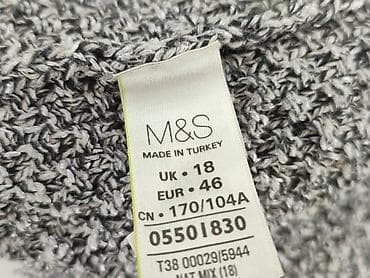 M&S
MADE IN TURKEY
UK • 18
EUR • 46
CN • 170/104A
05501830
T38 00029/5944
NAT MIX (18)